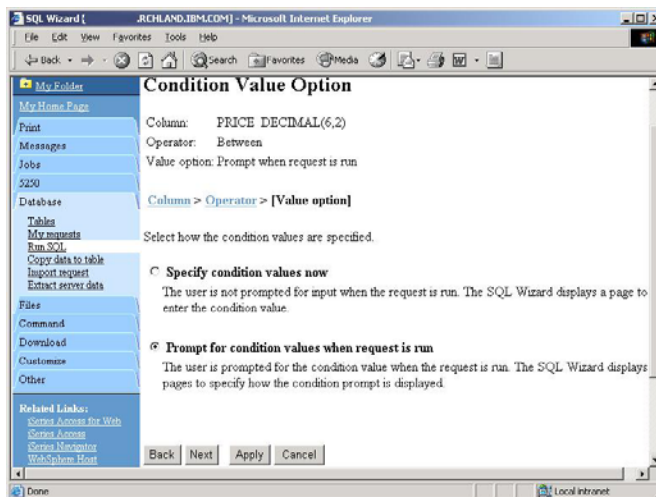 SQL Wizard [ .RCHLAND.IBM.COM] - Microsoft Internet Explorer
File Edit View Favorites Tools Help
Back Search Favorites Media
My Folder
My Home Page
Print
Messages
Jobs
5250
Database
Tables
My requests
Run SQL
Copy data to table
Import request
Extract server data
Files
Command
Download
Customize
Other
Related Links:
iSeries Access for Web
iSeries Access
iSeries Navigator
WebSphere Host
Condition Value Option
Column: PRICE DECIMAL(6,2)
Operator: Between
Value option: Prompt when request is run
Column > Operator > [Value option]
Select how the condition values are specified.
Specify condition values now
The user is not prompted for input when the request is run. The SQL Wizard displays a page to
enter the condition value.
Prompt for condition values when request is run
The user is prompted for the condition value when the request is run. The SQL Wizard displays
pages to specify how the condition prompt is displayed.
Back Next Apply Cancel
Done Local intranet